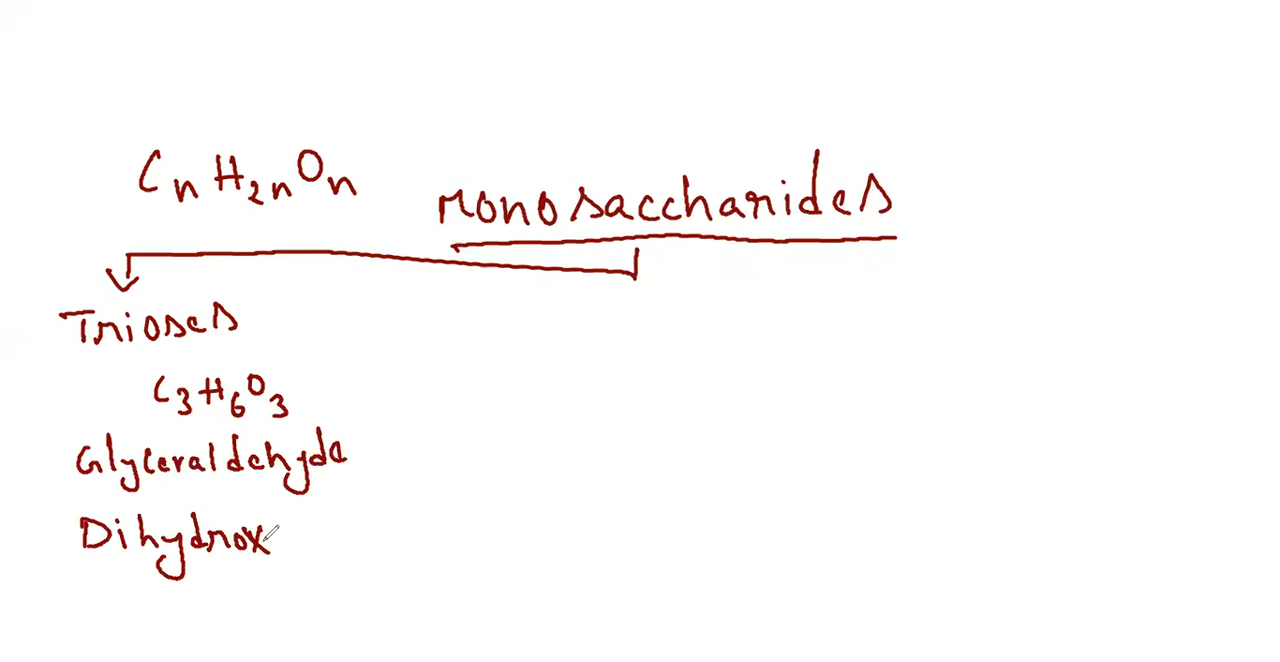 CnH2nOn
Monosaccharides
Trioses
C3H6O3
Glyceraldehyde
Dihydrox